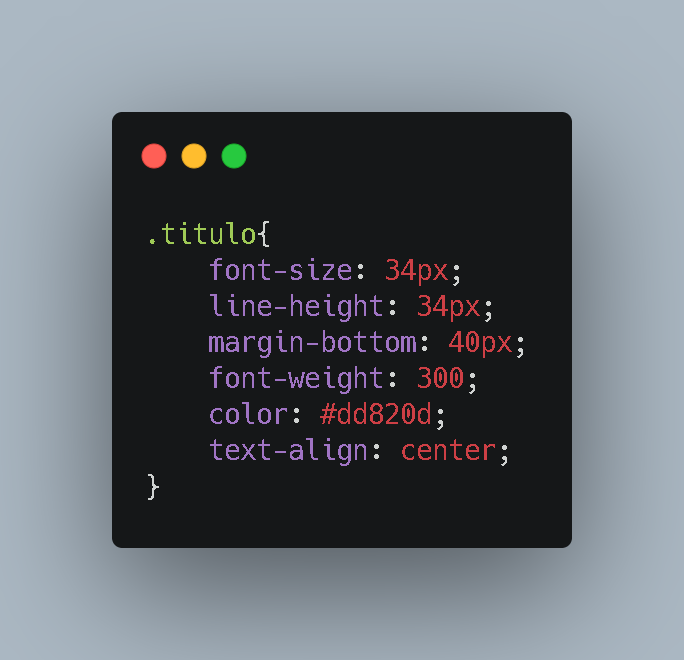 .titulo{
    font-size: 34px;
    line-height: 34px;
    margin-bottom: 40px;
    font-weight: 300;
    color: #dd820d;
    text-align: center;
}